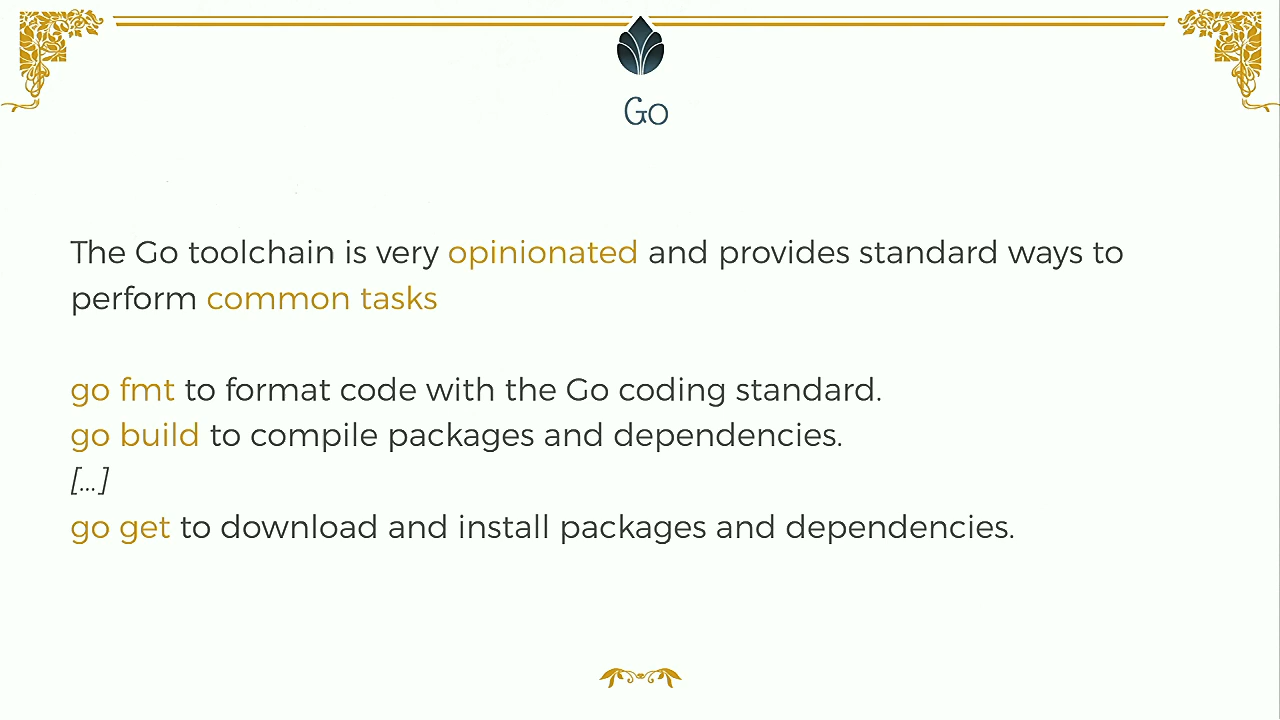 Go
The Go toolchain is very opinionated and provides standard ways to
perform common tasks
go fmt to format code with the Go coding standard.
go build to compile packages and dependencies.
[...]
go get to download and install packages and dependencies.